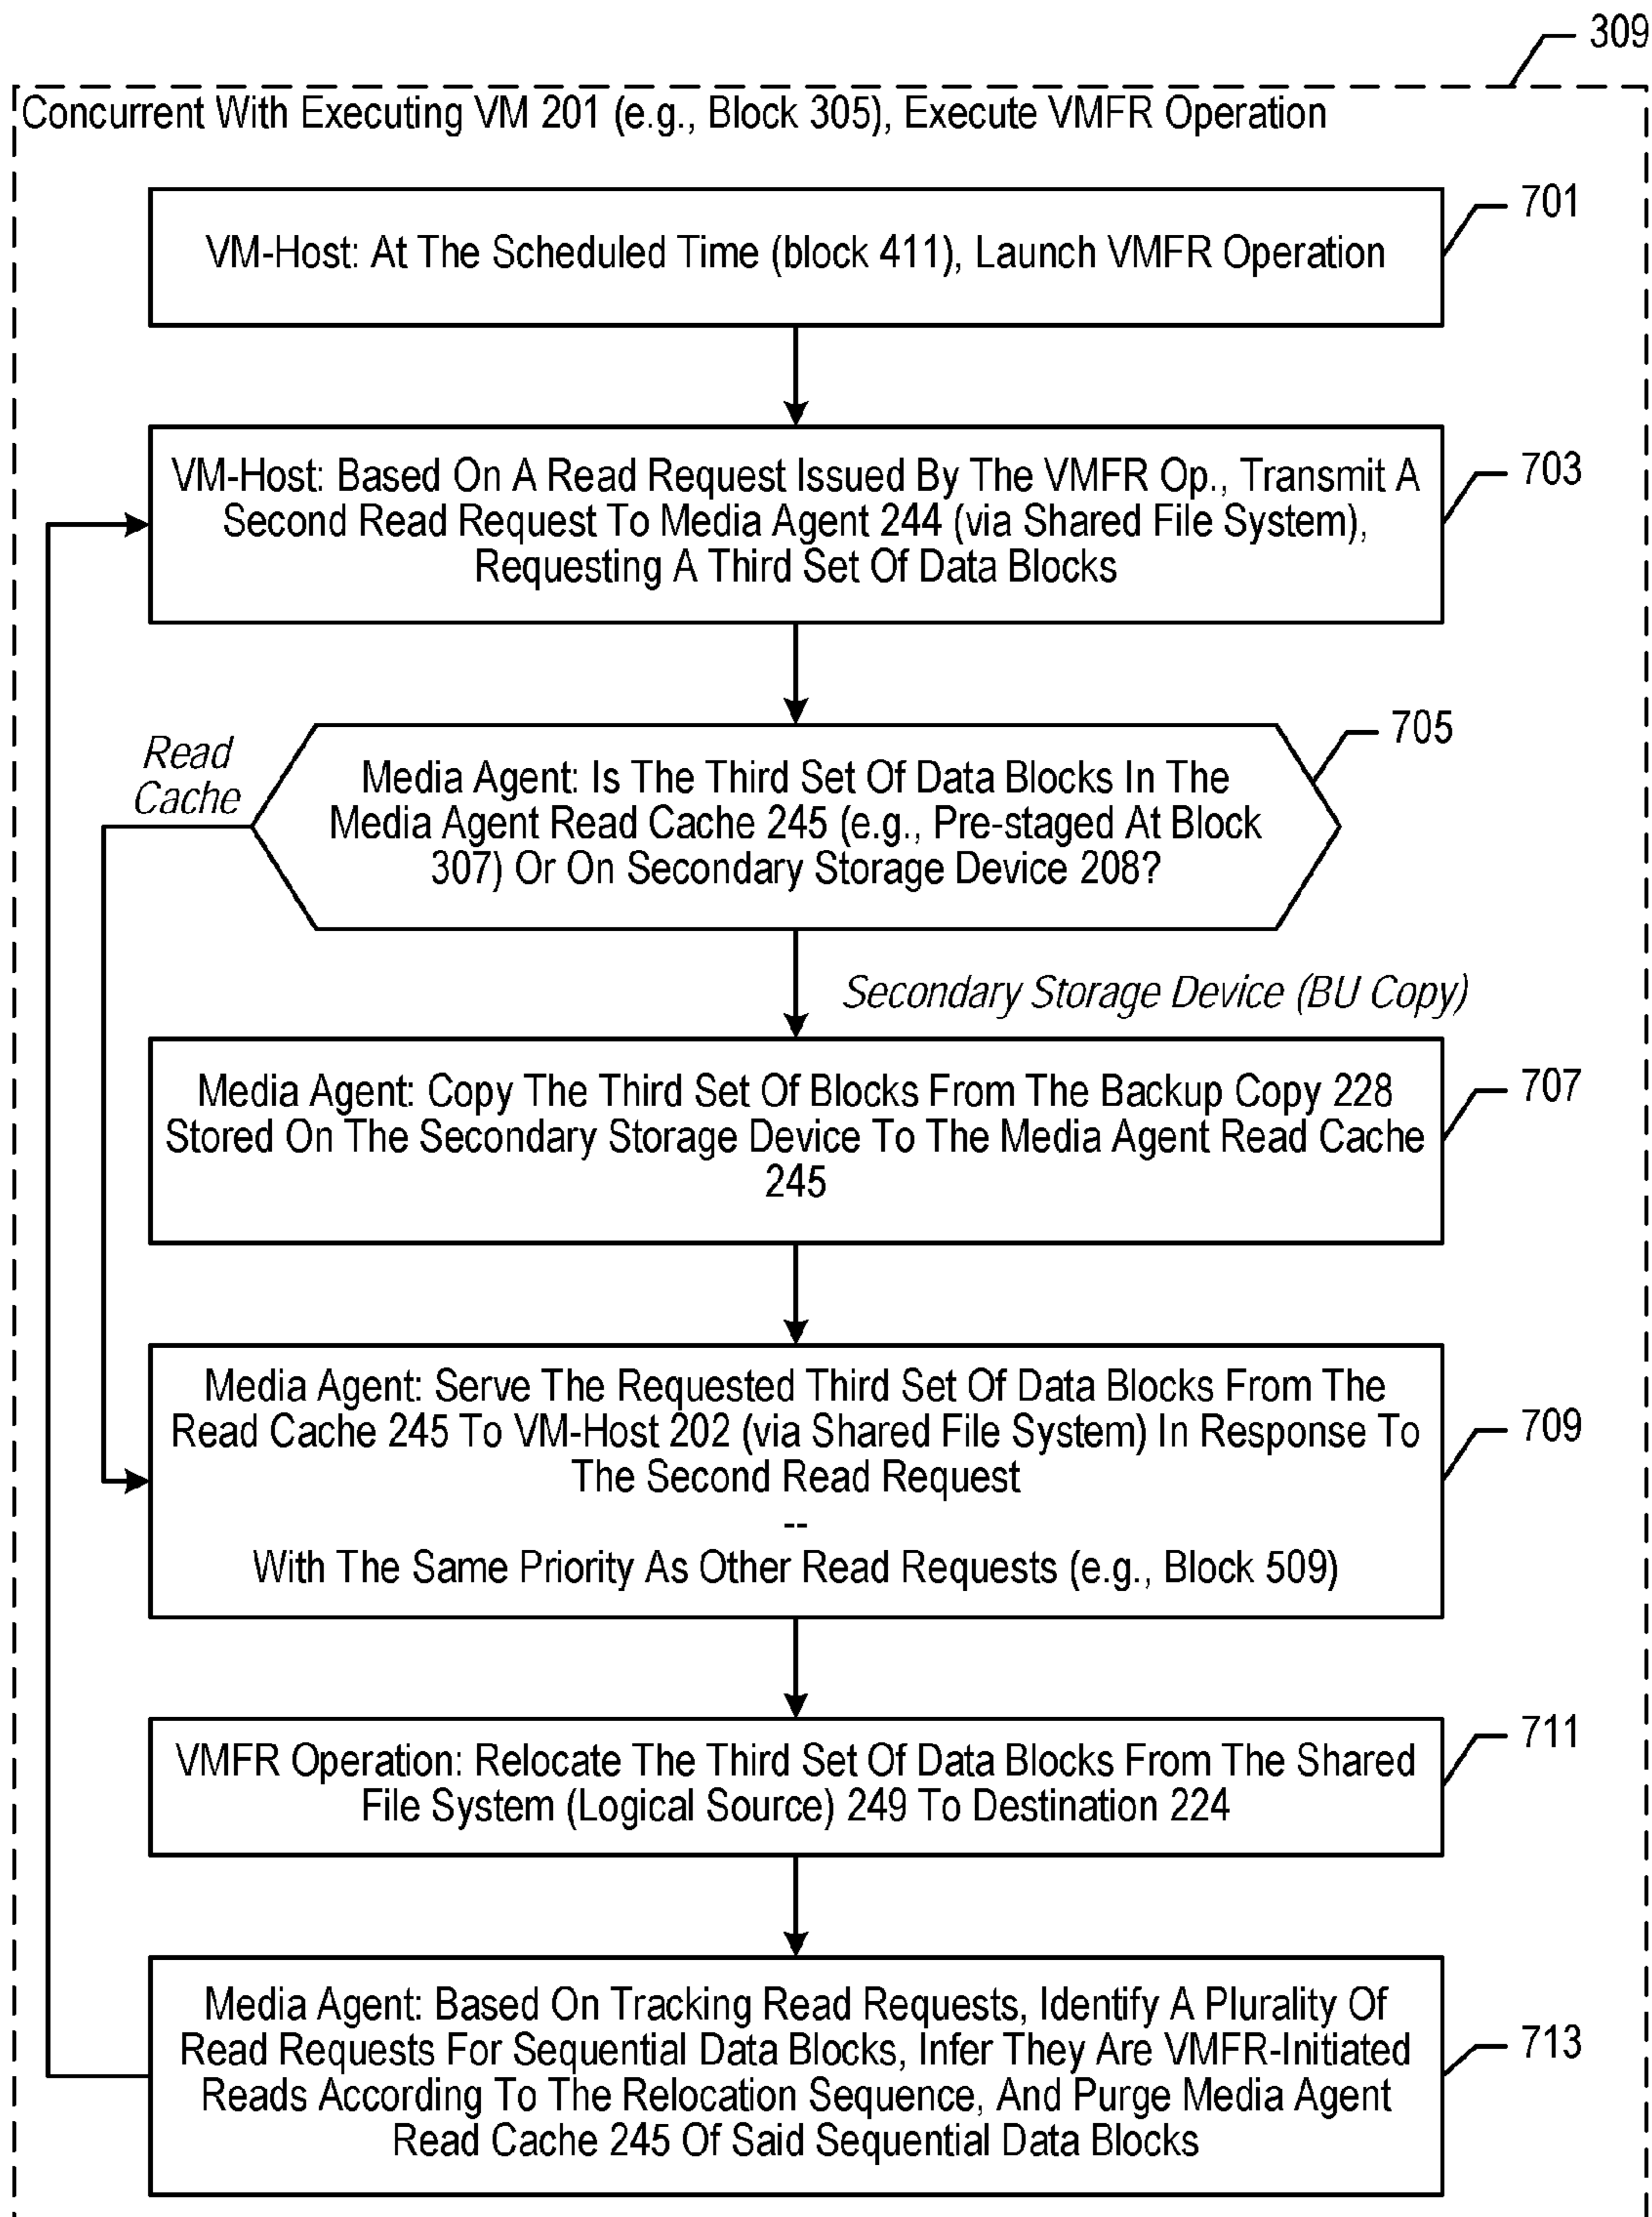 309
Concurrent With Executing VM 201 (e.g., Block 305), Execute VMFR Operation
701
VM-Host: At The Scheduled Time (block 411), Launch VMFR Operation
VM-Host: Based On A Read Request Issued By The VMFR Op., Transmit A
Second Read Request To Media Agent 244 (via Shared File System),
Requesting A Third Set Of Data Blocks
703
705
Read
Cache
Media Agent: Is The Third Set Of Data Blocks In The
Media Agent Read Cache 245 (e.g., Pre-staged At Block
307) Or On Secondary Storage Device 208?
Secondary Storage Device (BU Copy)
Media Agent: Copy The Third Set Of Blocks From The Backup Copy 228
Stored On The Secondary Storage Device To The Media Agent Read Cache
245
707
Media Agent: Serve The Requested Third Set Of Data Blocks From The
Read Cache 245 To VM-Host 202 (via Shared File System) In Response To
The Second Read Request
--
With The Same Priority As Other Read Requests (e.g., Block 509)
709
VMFR Operation: Relocate The Third Set Of Data Blocks From The Shared
File System (Logical Source) 249 To Destination 224
711
Media Agent: Based On Tracking Read Requests, Identify A Plurality Of
Read Requests For Sequential Data Blocks, Infer They Are VMFR-Initiated
Reads According To The Relocation Sequence, And Purge Media Agent
Read Cache 245 Of Said Sequential Data Blocks
713